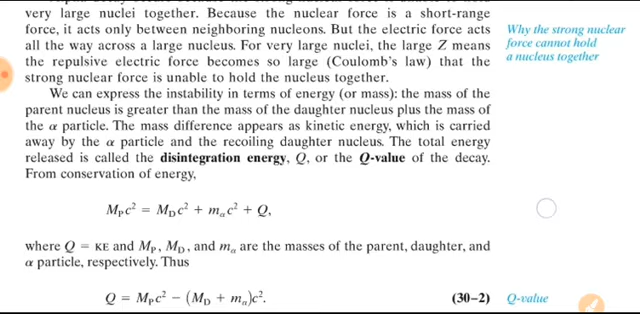 very large nuclei together. Because the nuclear force is a short-range
force, it acts only between neighboring nucleons. But the electric force acts
all the way across a large nucleus. For very large nuclei, the large Z means
the repulsive electric force becomes so large (Coulomb's law) that the
strong nuclear force is unable to hold the nucleus together.
Why the strong nuclear
force cannot hold
a nucleus together
We can express the instability in terms of energy (or mass): the mass of the
parent nucleus is greater than the mass of the daughter nucleus plus the mass of
the α particle. The mass difference appears as kinetic energy, which is carried
away by the α particle and the recoiling daughter nucleus. The total energy
released is called the disintegration energy, Q, or the Q-value of the decay.
From conservation of energy,
M_P c² = M_D c² + m_α c² + Q,
where Q = KE and M_P, M_D, and m_α are the masses of the parent, daughter, and
α particle, respectively. Thus
Q = M_P c² − (M_D + m_α)c². (30–2) Q-value